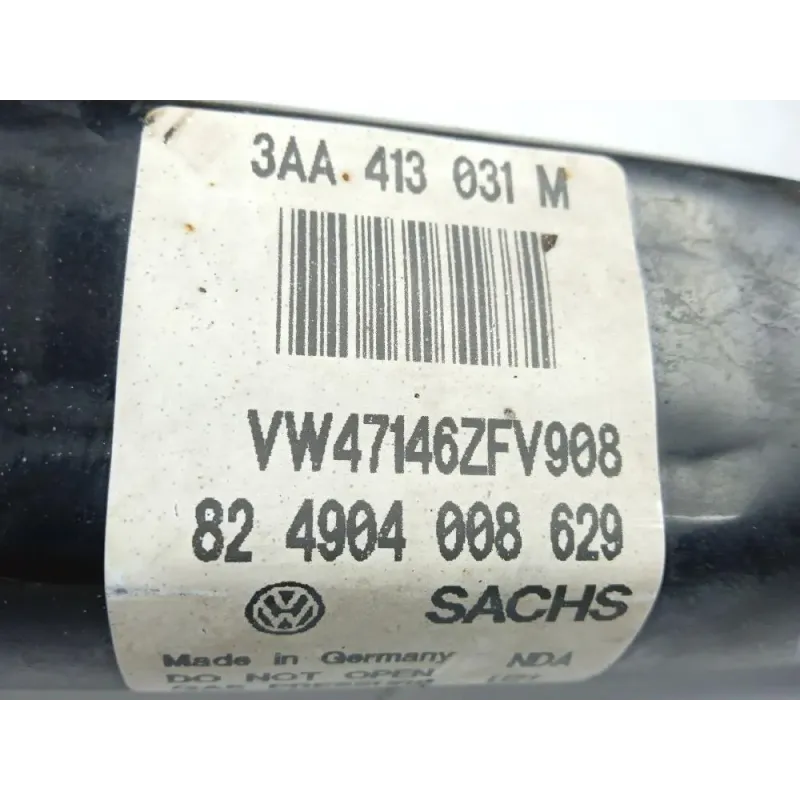 3AA 413 031 M
VW47146ZFV908
82 4904 008 629
SACHS
Made in Germany NDA
DO NOT OPEN